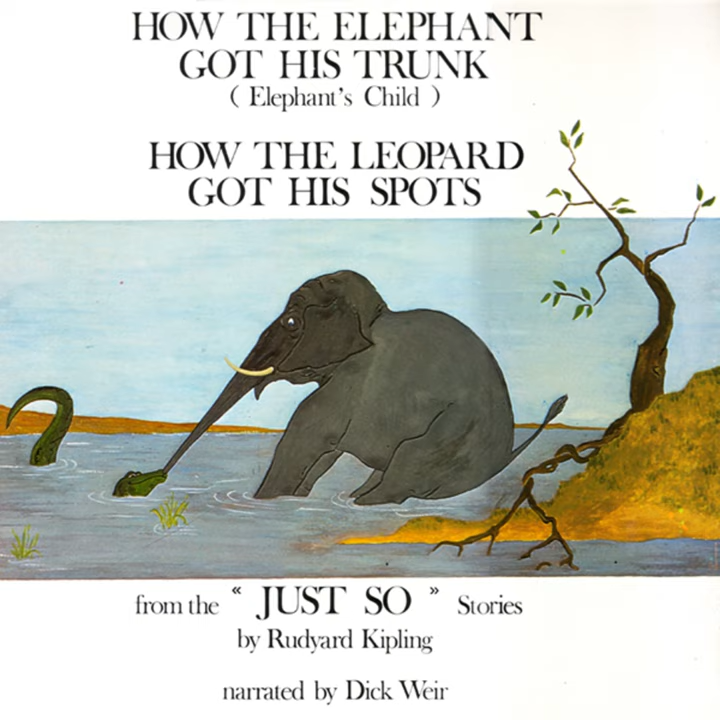 HOW THE ELEPHANT
GOT HIS TRUNK
( Elephant's Child )
HOW THE LEOPARD
GOT HIS SPOTS
from the “ JUST SO ” Stories
by Rudyard Kipling
narrated by Dick Weir